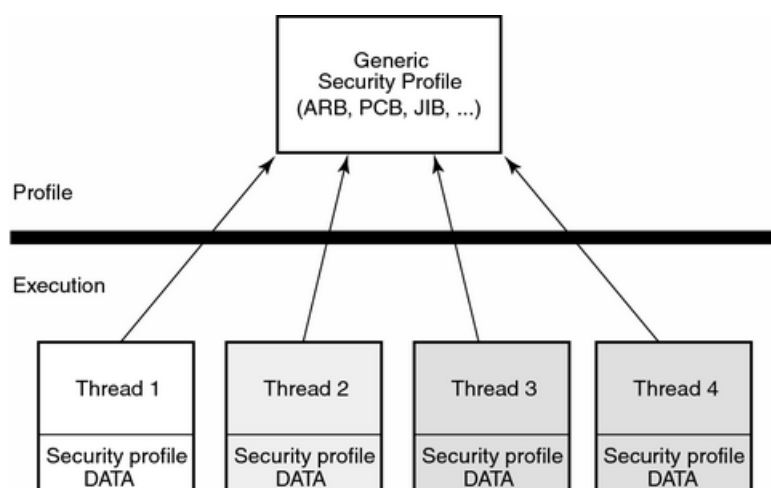 Generic
Security Profile
(ARB, PCB, JIB, ...)
Profile
Execution
Thread 1
Thread 2
Thread 3
Thread 4
Security profile
DATA
Security profile
DATA
Security profile
DATA
Security profile
DATA